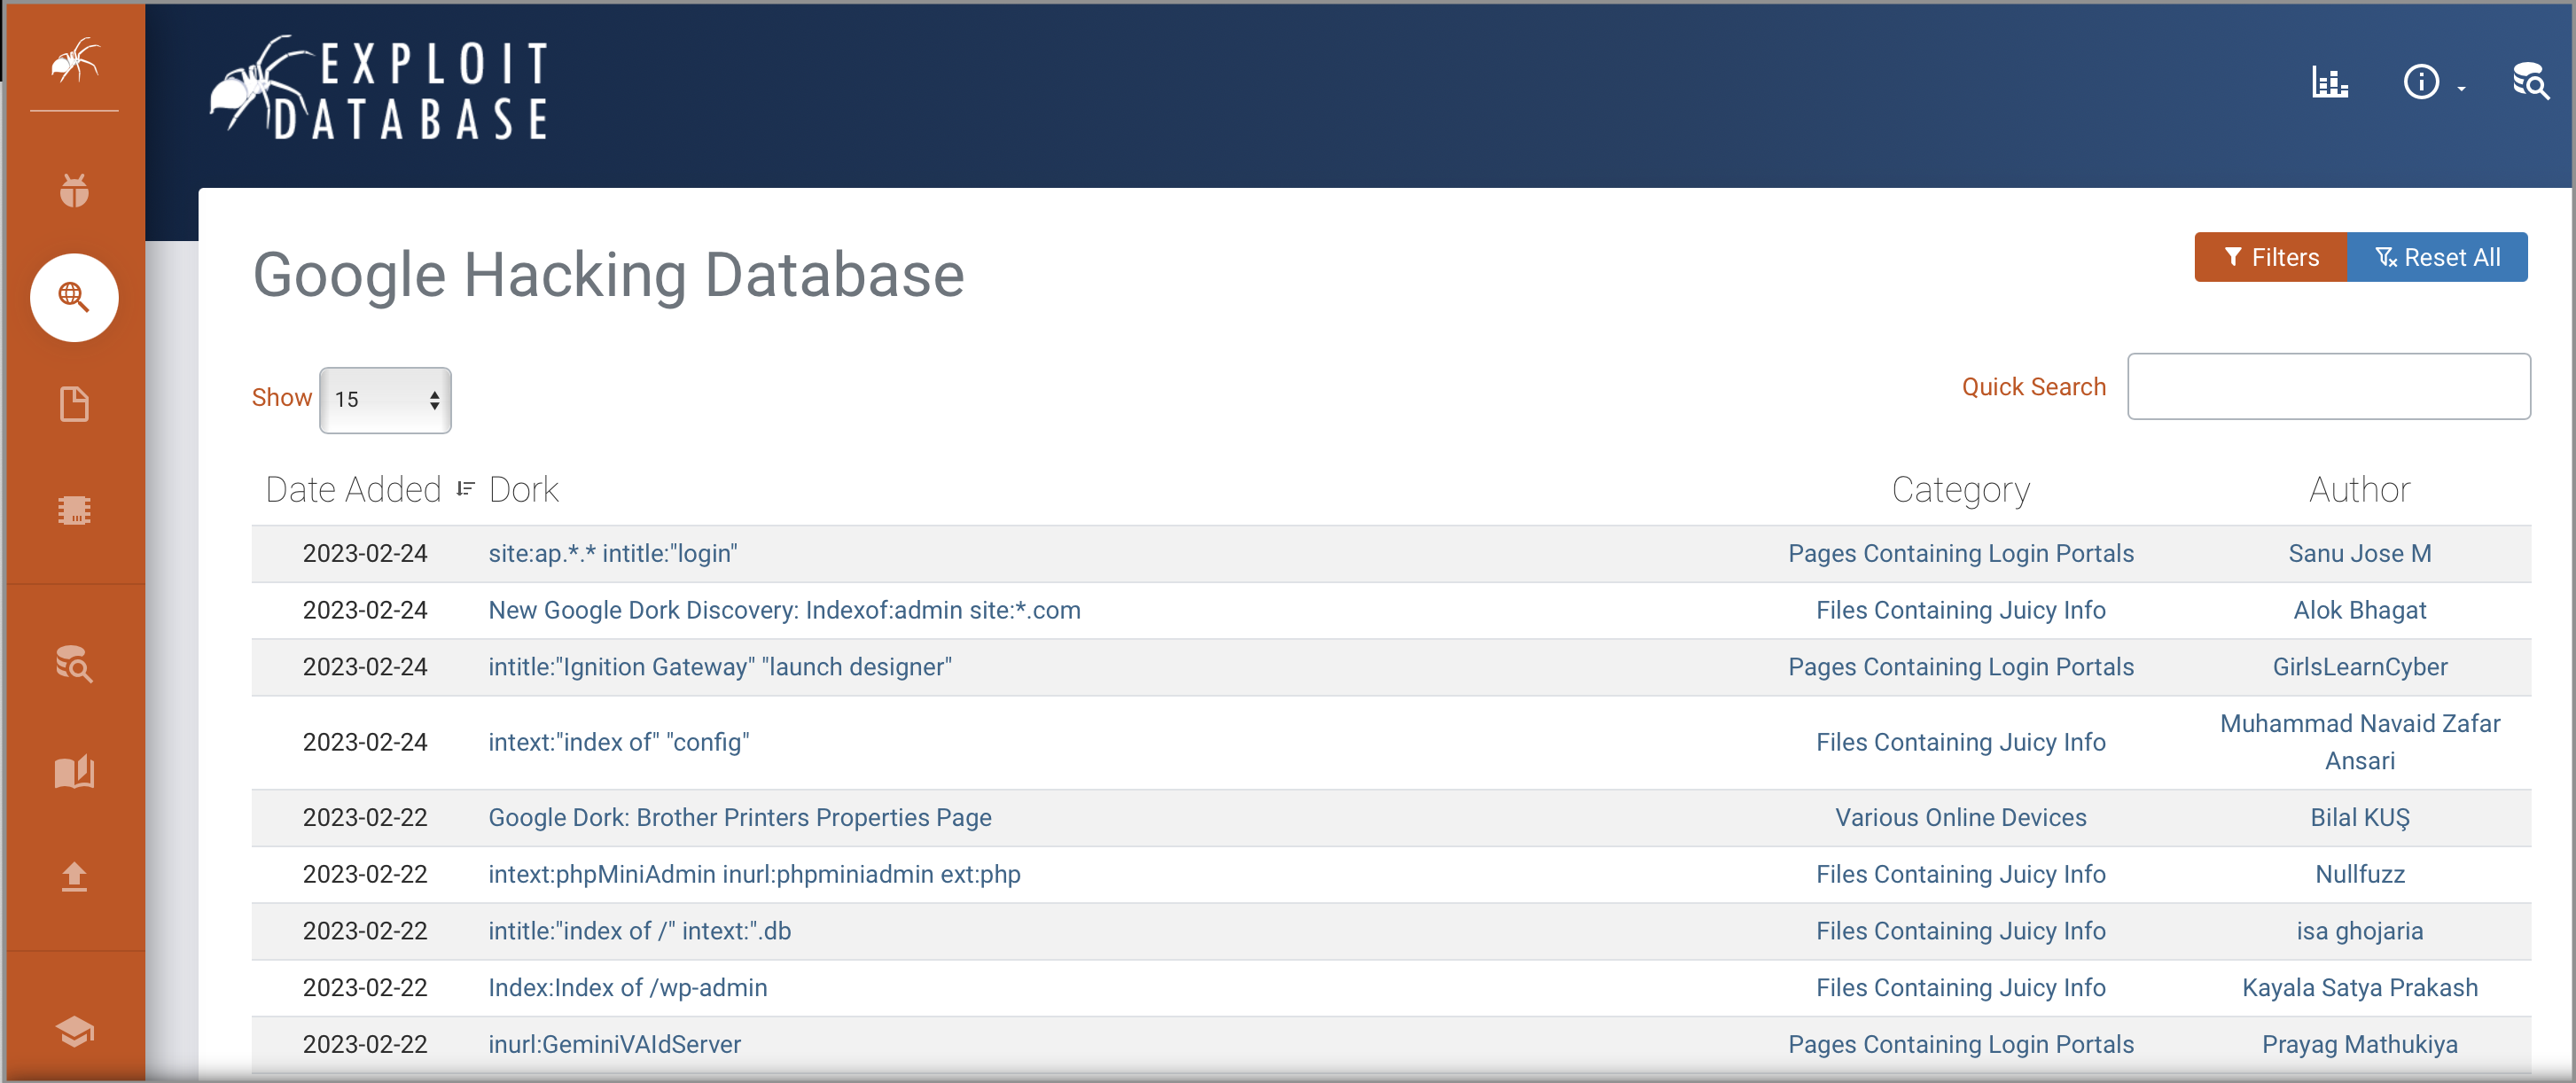 EXPLOIT
DATABASE
Google Hacking Database
Filters
Reset All
Show 15
Quick Search
Date Added Dork Category Author
2023-02-24 site:ap.*.* intitle:"login" Pages Containing Login Portals Sanu Jose M
2023-02-24 New Google Dork Discovery: Indexof:admin site:*.com Files Containing Juicy Info Alok Bhagat
2023-02-24 intitle:"Ignition Gateway" "launch designer" Pages Containing Login Portals GirlsLearnCyber
2023-02-24 intext:"index of" "config" Files Containing Juicy Info Muhammad Navaid Zafar
Ansari
2023-02-22 Google Dork: Brother Printers Properties Page Various Online Devices Bilal KUŞ
2023-02-22 intext:phpMiniAdmin inurl:phpminiadmin ext:php Files Containing Juicy Info Nullfuzz
2023-02-22 intitle:"index of /" intext:".db Files Containing Juicy Info isa ghojaria
2023-02-22 Index:Index of /wp-admin Files Containing Juicy Info Kayala Satya Prakash
2023-02-22 inurl:GeminiVAIdServer Pages Containing Login Portals Prayag Mathukiya